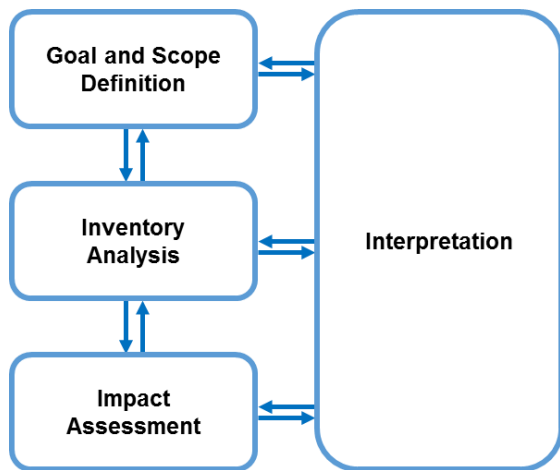 Goal and Scope
Definition
Inventory
Analysis
Interpretation
Impact
Assessment